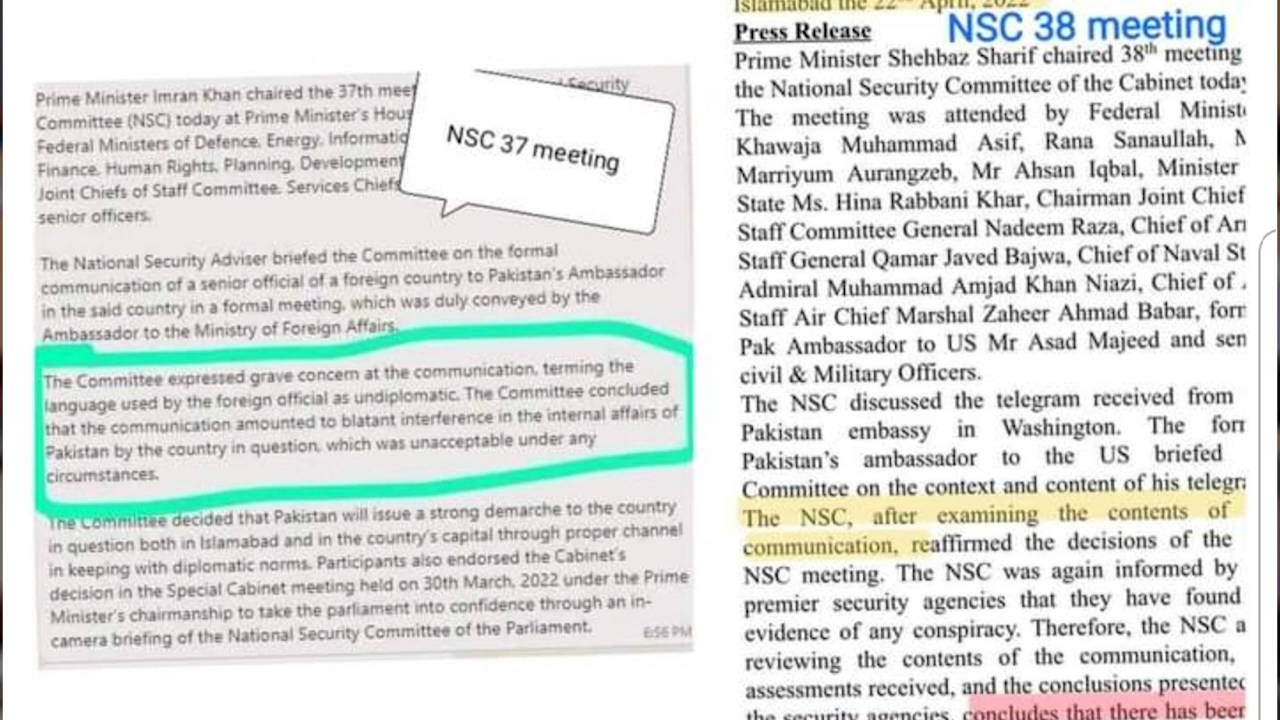 Prime Minister Imran Khan chaired the 37th meet
Security
Committee (NSC) today at Prime Minister's Hous
Federal Ministers of Defence, Energy, Informatio
Finance, Human Rights, Planning, Development
Joint Chiefs of Staff Committee, Services Chiefs
senior officers.
NSC 37 meeting
The National Security Adviser briefed the Committee on the formal
communication of a senior official of a foreign country to Pakistan's Ambassador
in the said country in a formal meeting, which was duly conveyed by the
Ambassador to the Ministry of Foreign Affairs.
The Committee expressed grave concern at the communication, terming the
language used by the foreign official as undiplomatic. The Committee concluded
that the communication amounted to blatant interference in the internal affairs of
Pakistan by the country in question, which was unacceptable under any
circumstances.
The Committee decided that Pakistan will issue a strong demarche to the country
in question both in Islamabad and in the country's capital through proper channel
in keeping with diplomatic norms. Participants also endorsed the Cabinet's
decision in the Special Cabinet meeting held on 30th March, 2022 under the Prime
Minister's chairmanship to take the parliament into confidence through an in-
camera briefing of the National Security Committee of the Parliament.
6:56 PM
Islamabad the 22nd April, 2022
Press Release
NSC 38 meeting
Prime Minister Shehbaz Sharif chaired 38th meeting
the National Security Committee of the Cabinet today
The meeting was attended by Federal Minist
Khawaja Muhammad Asif, Rana Sanaullah, M
Marriyum Aurangzeb, Mr Ahsan Iqbal, Minister
State Ms. Hina Rabbani Khar, Chairman Joint Chief
Staff Committee General Nadeem Raza, Chief of Ar
Staff General Qamar Javed Bajwa, Chief of Naval St
Admiral Muhammad Amjad Khan Niazi, Chief of
Staff Air Chief Marshal Zaheer Ahmad Babar, for
Pak Ambassador to US Mr Asad Majeed and sen
civil & Military Officers.
The NSC discussed the telegram received from
Pakistan embassy in Washington. The for
Pakistan's ambassador to the US briefed
Committee on the context and content of his telegra
The NSC, after examining the contents of
communication, reaffirmed the decisions of the
NSC meeting. The NSC was again informed by
premier security agencies that they have found
evidence of any conspiracy. Therefore, the NSC a
reviewing the contents of the communication,
assessments received, and the conclusions presented
the security agencies, concludes that there has been